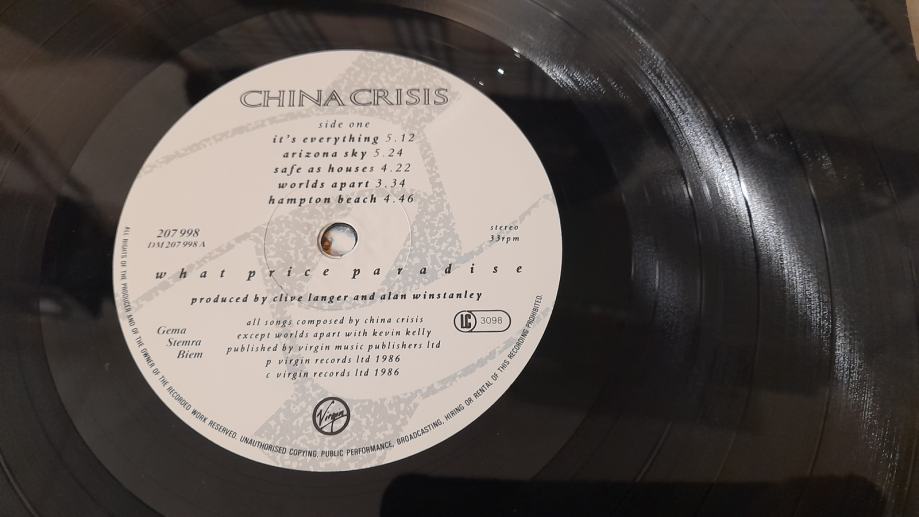 CHINA CRISIS
side one
it's everything 5.12
arizona sky 5.24
safe as houses 4.22
worlds apart 3.34
hampton beach 4.46
207 998
DM 207 998 A
stereo
33rpm
what price paradise
produced by clive langer and alan winstanley
all songs composed by china crisis
except worlds apart with kevin kelly
published by virgin music publishers ltd
p virgin records ltd 1986
c virgin records ltd 1986
Gema
Stemra
Biem
LC 3098
Virgin
ALL RIGHTS OF THE PRODUCER AND OF THE OWNER OF THE RECORDED WORK RESERVED. UNAUTHORISED COPYING, PUBLIC PERFORMANCE, BROADCASTING, HIRING OR RENTAL OF THIS RECORDING PROHIBITED.